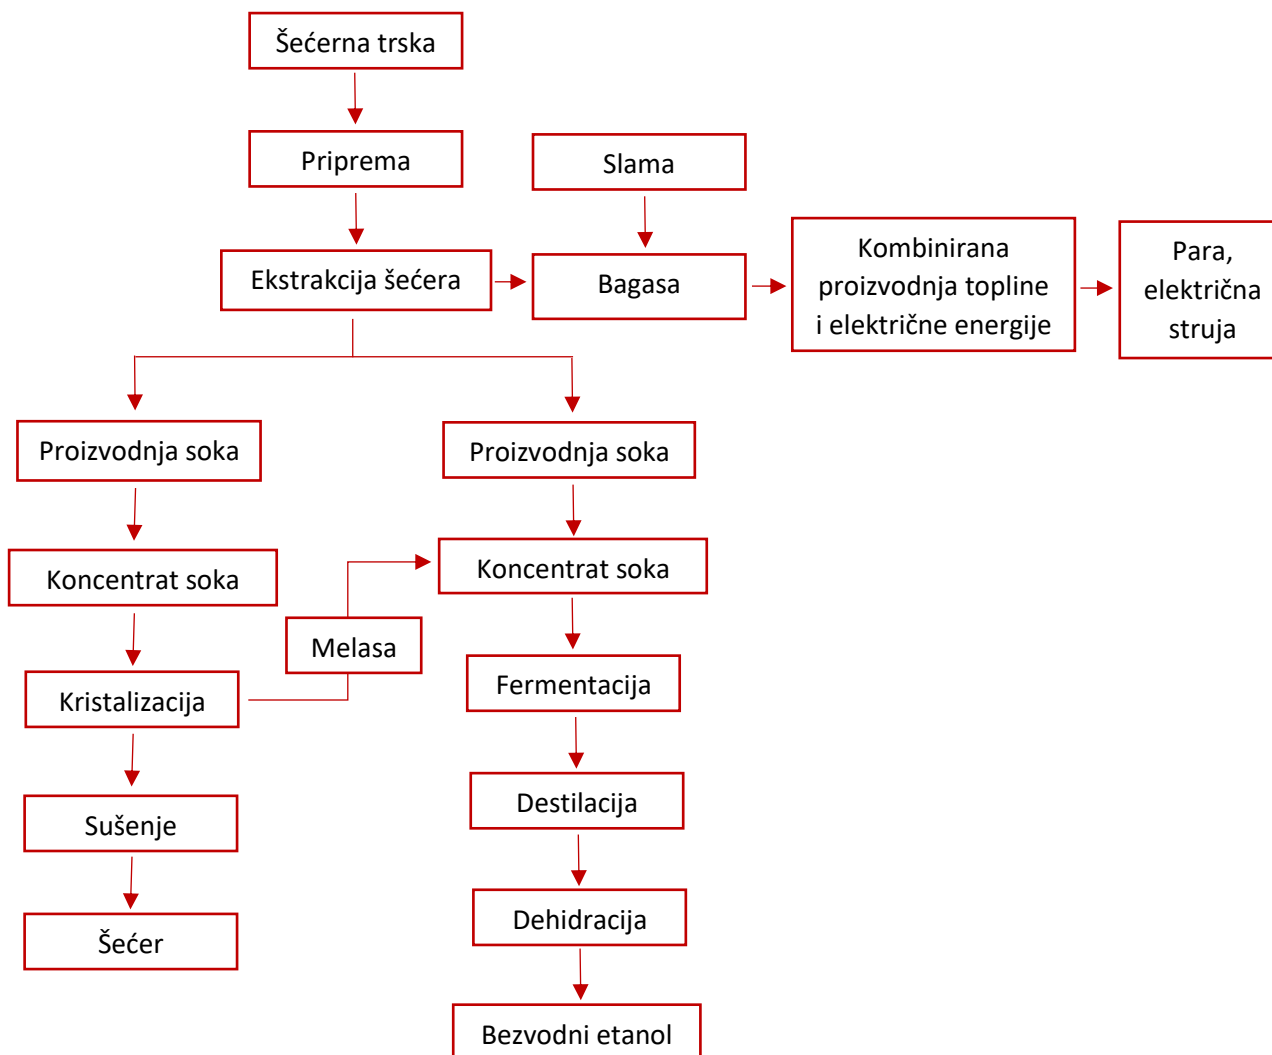 Šećerna trska
Priprema
Slama
Ekstrakcija šećera
Bagasa
Kombinirana
proizvodnja topline
i električne energije
Para,
električna
struja
Proizvodnja soka
Proizvodnja soka
Koncentrat soka
Koncentrat soka
Melasa
Kristalizacija
Fermentacija
Sušenje
Destilacija
Šećer
Dehidracija
Bezvodni etanol